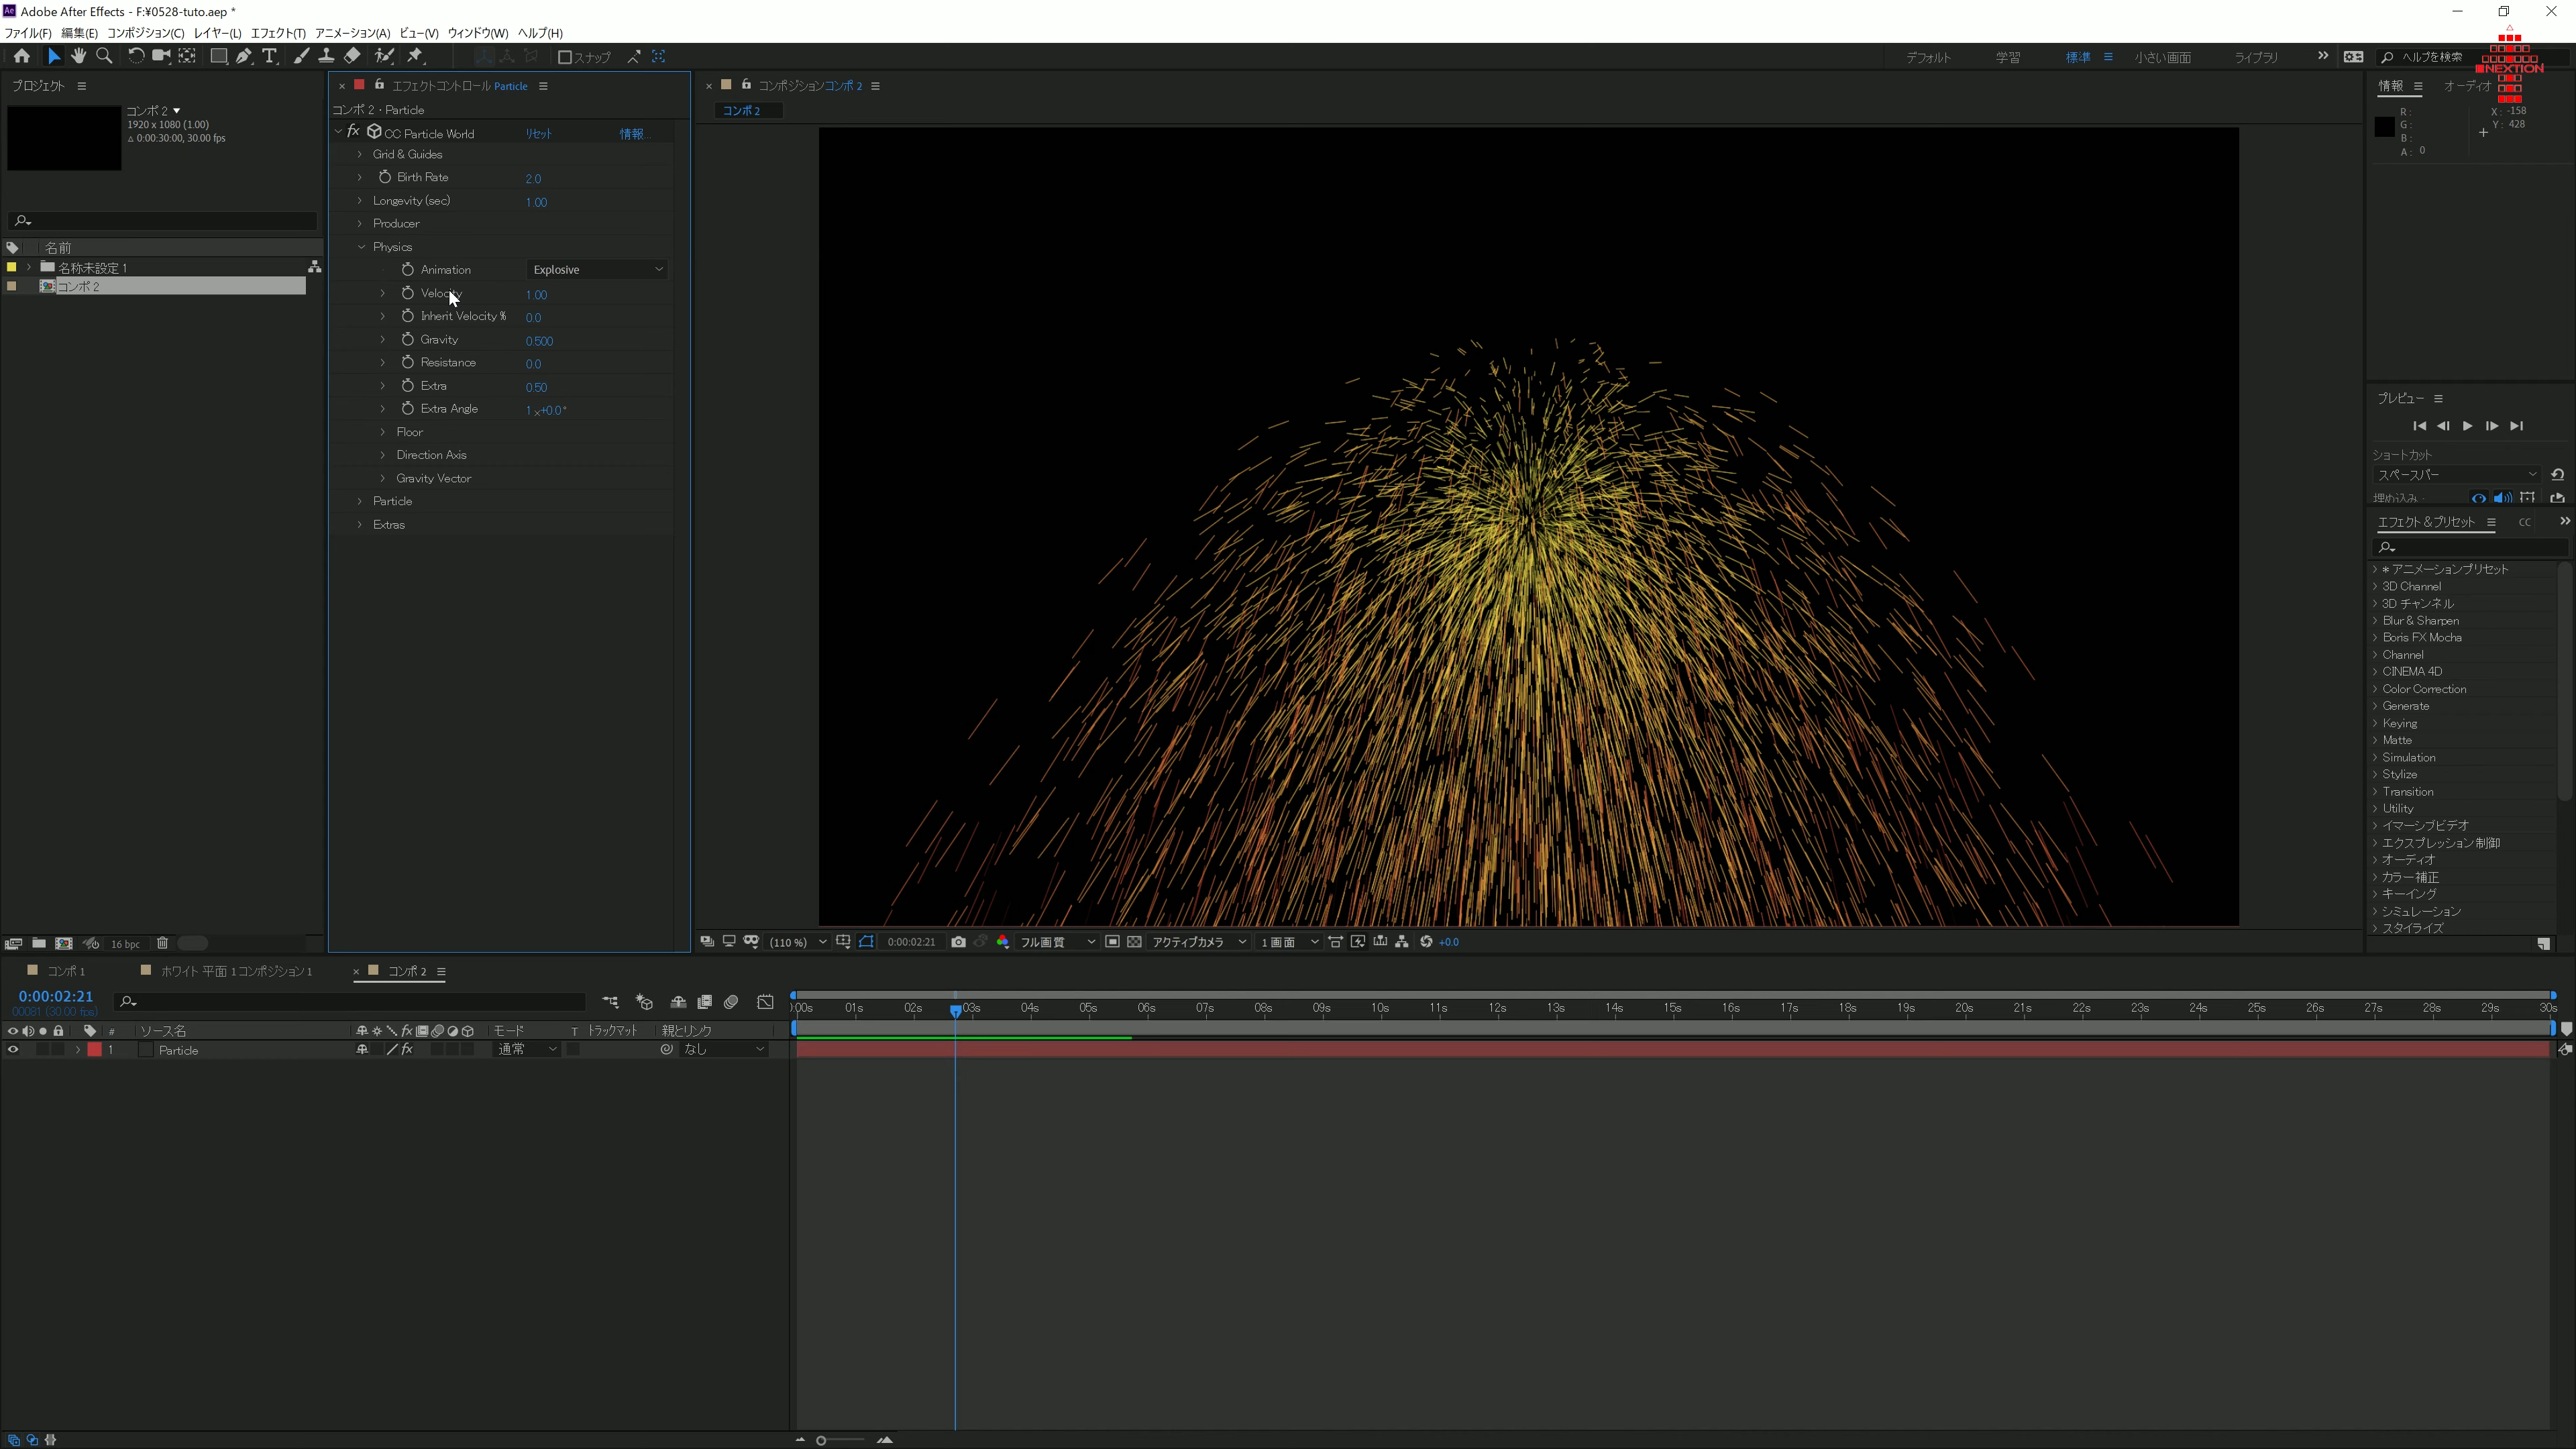 Adobe After Effects - F:¥0528-tuto.aep *
ファイル(F) 編集(E) コンポジション(C) レイヤー(L) エフェクト(T) アニメーション(A) ビュー(V) ウィンドウ(W) ヘルプ(H)
スナップ
デフォルト 学習 標準 小さい画面 ライブラリ ヘルプを検索
NEXTION
プロジェクト
コンポ 2
1920 x 1080 (1.00)
Δ 0:00:30:00, 30.00 fps
名前
名称未設定 1
コンポ 2
16 bpc
エフェクトコントロール Particle
コンポ 2・Particle
fx CC Particle World リセット 情報...
Grid & Guides
Birth Rate 2.0
Longevity (sec) 1.00
Producer
Physics
Animation Explosive
Velocity 1.00
Inherit Velocity % 0.0
Gravity 0.500
Resistance 0.0
Extra 0.50
Extra Angle 1x+0.0°
Floor
Direction Axis
Gravity Vector
Particle
Extras
コンポジション コンポ 2
コンポ 2
(110 %) 0:00:02:21 フル画質 アクティブカメラ 1 画面 +0.0
情報 オーディオ
R: X: -158
G: Y: 428
B:
A: 0
プレビュー
ショートカット
スペースバー
エフェクト＆プリセット CC
* アニメーションプリセット
3D Channel
3D チャンネル
Blur & Sharpen
Boris FX Mocha
Channel
CINEMA 4D
Color Correction
Generate
Keying
Matte
Simulation
Stylize
Transition
Utility
イマーシブビデオ
エクスプレッション制御
オーディオ
カラー補正
キーイング
シミュレーション
スタイライズ
コンポ 1 ホワイト 平面 1 コンポジション 1 コンポ 2
0:00:02:21
00081 (30.00 fps)
:00s 01s 02s 03s 04s 05s 06s 07s 08s 09s 10s 11s 12s 13s 14s 15s 16s 17s 18s 19s 20s 21s 22s 23s 24s 25s 26s 27s 28s 29s 30s
# ソース名 fx モード T トラックマット 親とリンク
1 Particle fx 通常 なし